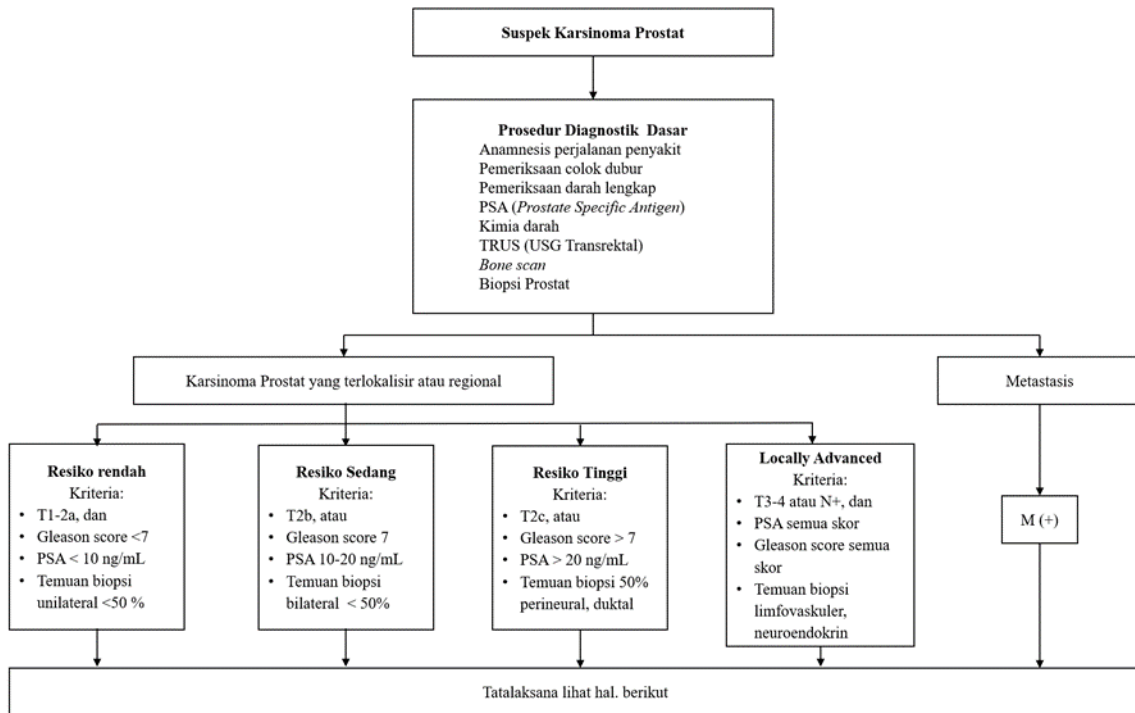 Suspek Karsinoma Prostat
Prosedur Diagnostik Dasar
Anamnesis perjalanan penyakit
Pemeriksaan colok dubur
Pemeriksaan darah lengkap
PSA (Prostate Specific Antigen)
Kimia darah
TRUS (USG Transrektal)
Bone scan
Biopsi Prostat
Karsinoma Prostat yang terlokalisir atau regional
Metastasis
Resiko rendah
Kriteria:
• T1-2a, dan
• Gleason score <7
• PSA < 10 ng/mL
• Temuan biopsi
unilateral <50 %
Resiko Sedang
Kriteria:
• T2b, atau
• Gleason score 7
• PSA 10-20 ng/mL
• Temuan biopsi
bilateral < 50%
Resiko Tinggi
Kriteria:
• T2c, atau
• Gleason score > 7
• PSA > 20 ng/mL
• Temuan biopsi 50%
perineural, duktal
Locally Advanced
Kriteria:
• T3-4 atau N+, dan
• PSA semua skor
• Gleason score semua
skor
• Temuan biopsi
limfovaskuler,
neuroendokrin
M (+)
Tatalaksana lihat hal. berikut